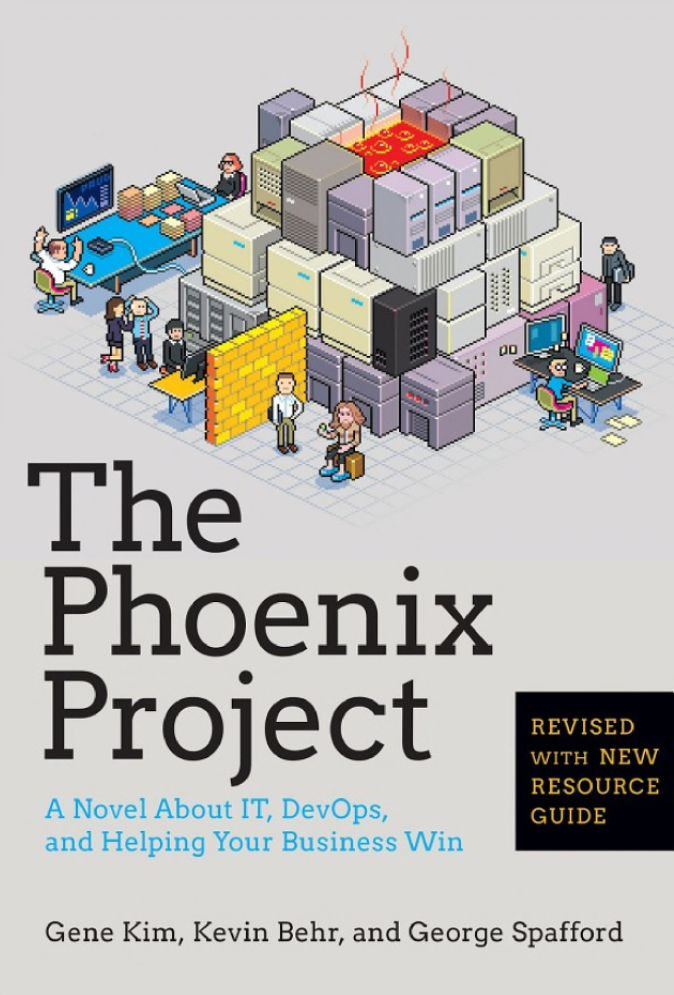 The
Phoenix
Project
A Novel About IT, DevOps,
and Helping Your Business Win
REVISED
WITH NEW
RESOURCE
GUIDE
Gene Kim, Kevin Behr, and George Spafford